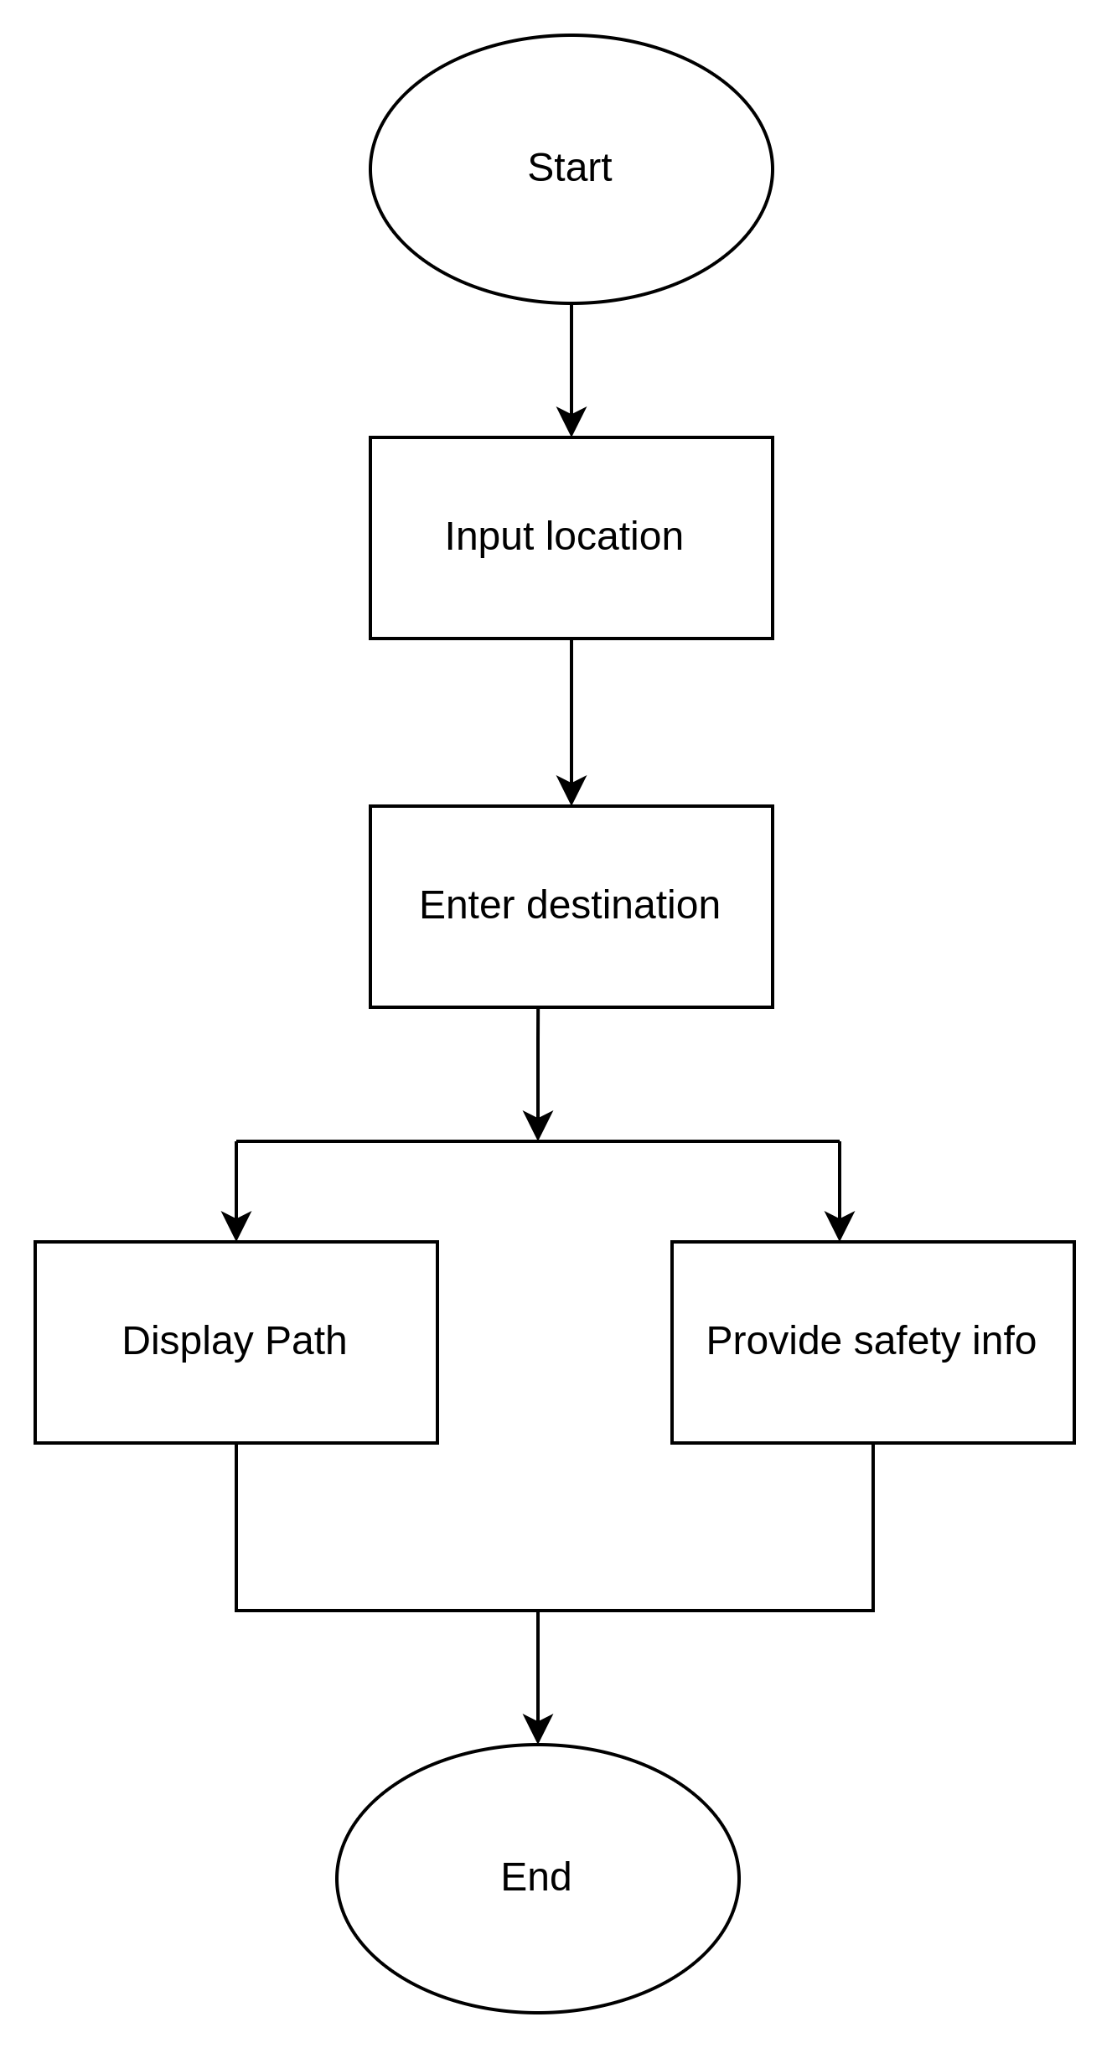 Start
Input location
Enter destination
Display Path
Provide safety info
End